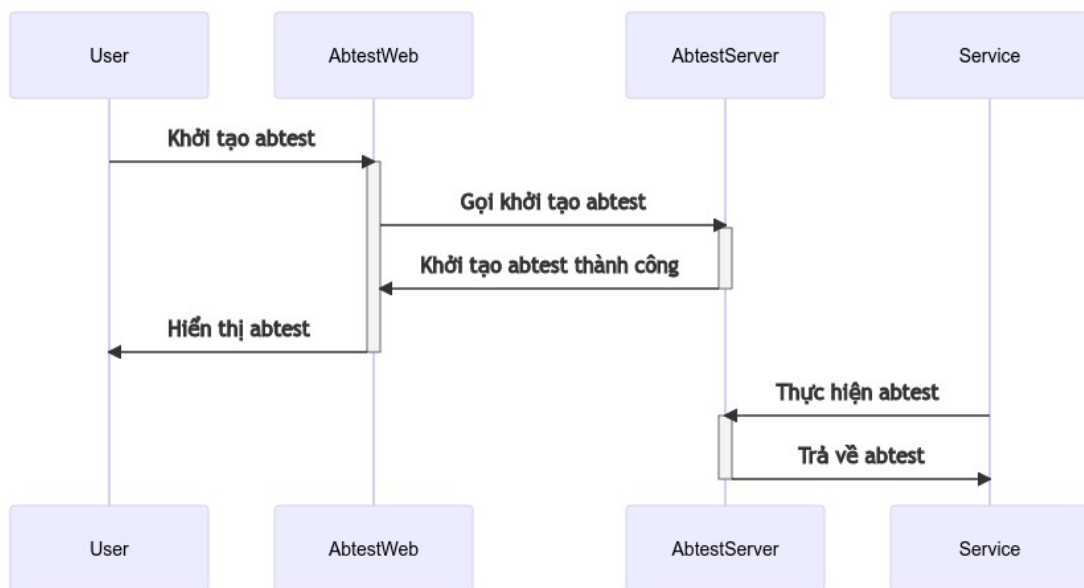 User
AbtestWeb
AbtestServer
Service
Khởi tạo abtest
Gọi khởi tạo abtest
Khởi tạo abtest thành công
Hiển thị abtest
Thực hiện abtest
Trả về abtest
User
AbtestWeb
AbtestServer
Service